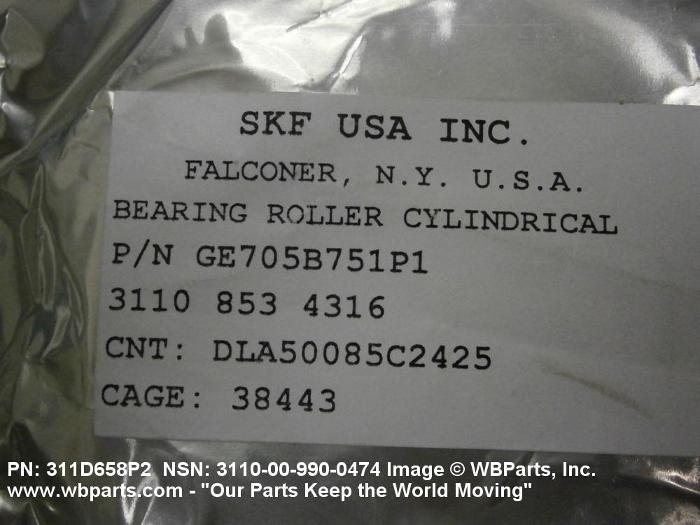 SKF USA INC.
FALCONER, N.Y. U.S.A.
BEARING ROLLER CYLINDRICAL
P/N GE705B751P1
3110 853 4316
CNT: DLA50085C2425
CAGE: 38443
PN: 311D658P2 NSN: 3110-00-990-0474 Image © WBParts, Inc.
www.wbparts.com - "Our Parts Keep the World Moving"